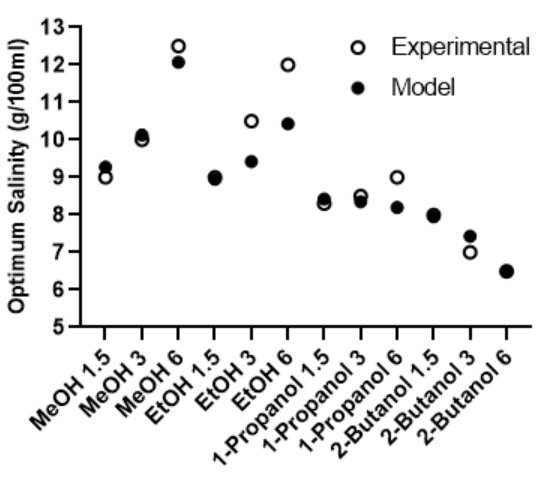 13
12
11
10
9
8
7
6
5
Optimum Salinity (g/100ml)
Experimental
Model
MeOH 1.5
MeOH 3
MeOH 6
EtOH 1.5
EtOH 3
EtOH 6
1-Propanol 1.5
1-Propanol 3
1-Propanol 6
2-Butanol 1.5
2-Butanol 3
2-Butanol 6